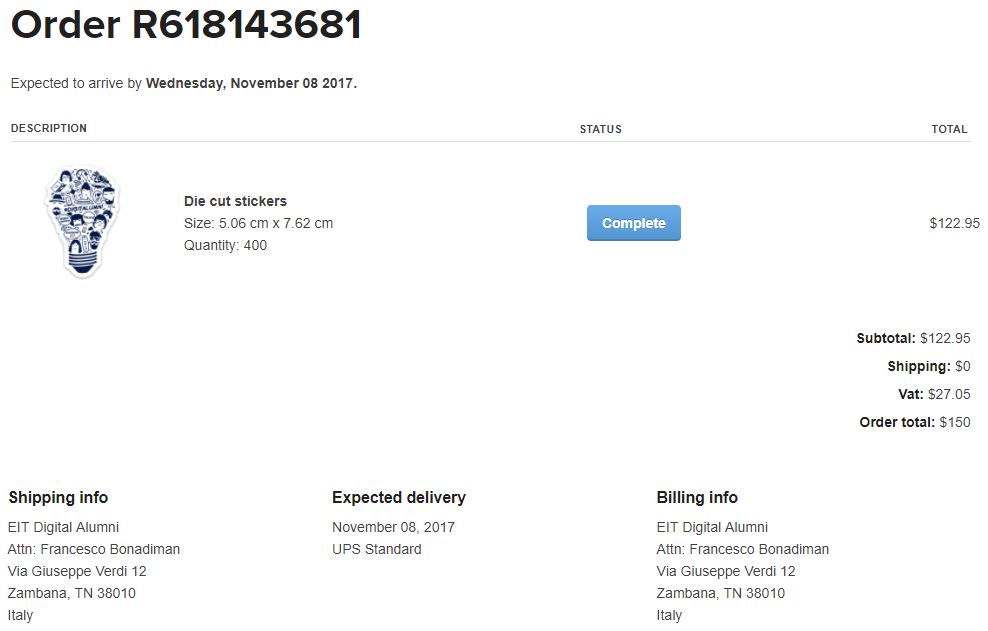 Order R618143681
Expected to arrive by Wednesday, November 08 2017.
DESCRIPTION STATUS TOTAL
#DIGITALUMNI
Die cut stickers
Size: 5.06 cm x 7.62 cm
Quantity: 400
Complete
$122.95
Subtotal: $122.95
Shipping: $0
Vat: $27.05
Order total: $150
Shipping info
EIT Digital Alumni
Attn: Francesco Bonadiman
Via Giuseppe Verdi 12
Zambana, TN 38010
Italy
Expected delivery
November 08, 2017
UPS Standard
Billing info
EIT Digital Alumni
Attn: Francesco Bonadiman
Via Giuseppe Verdi 12
Zambana, TN 38010
Italy